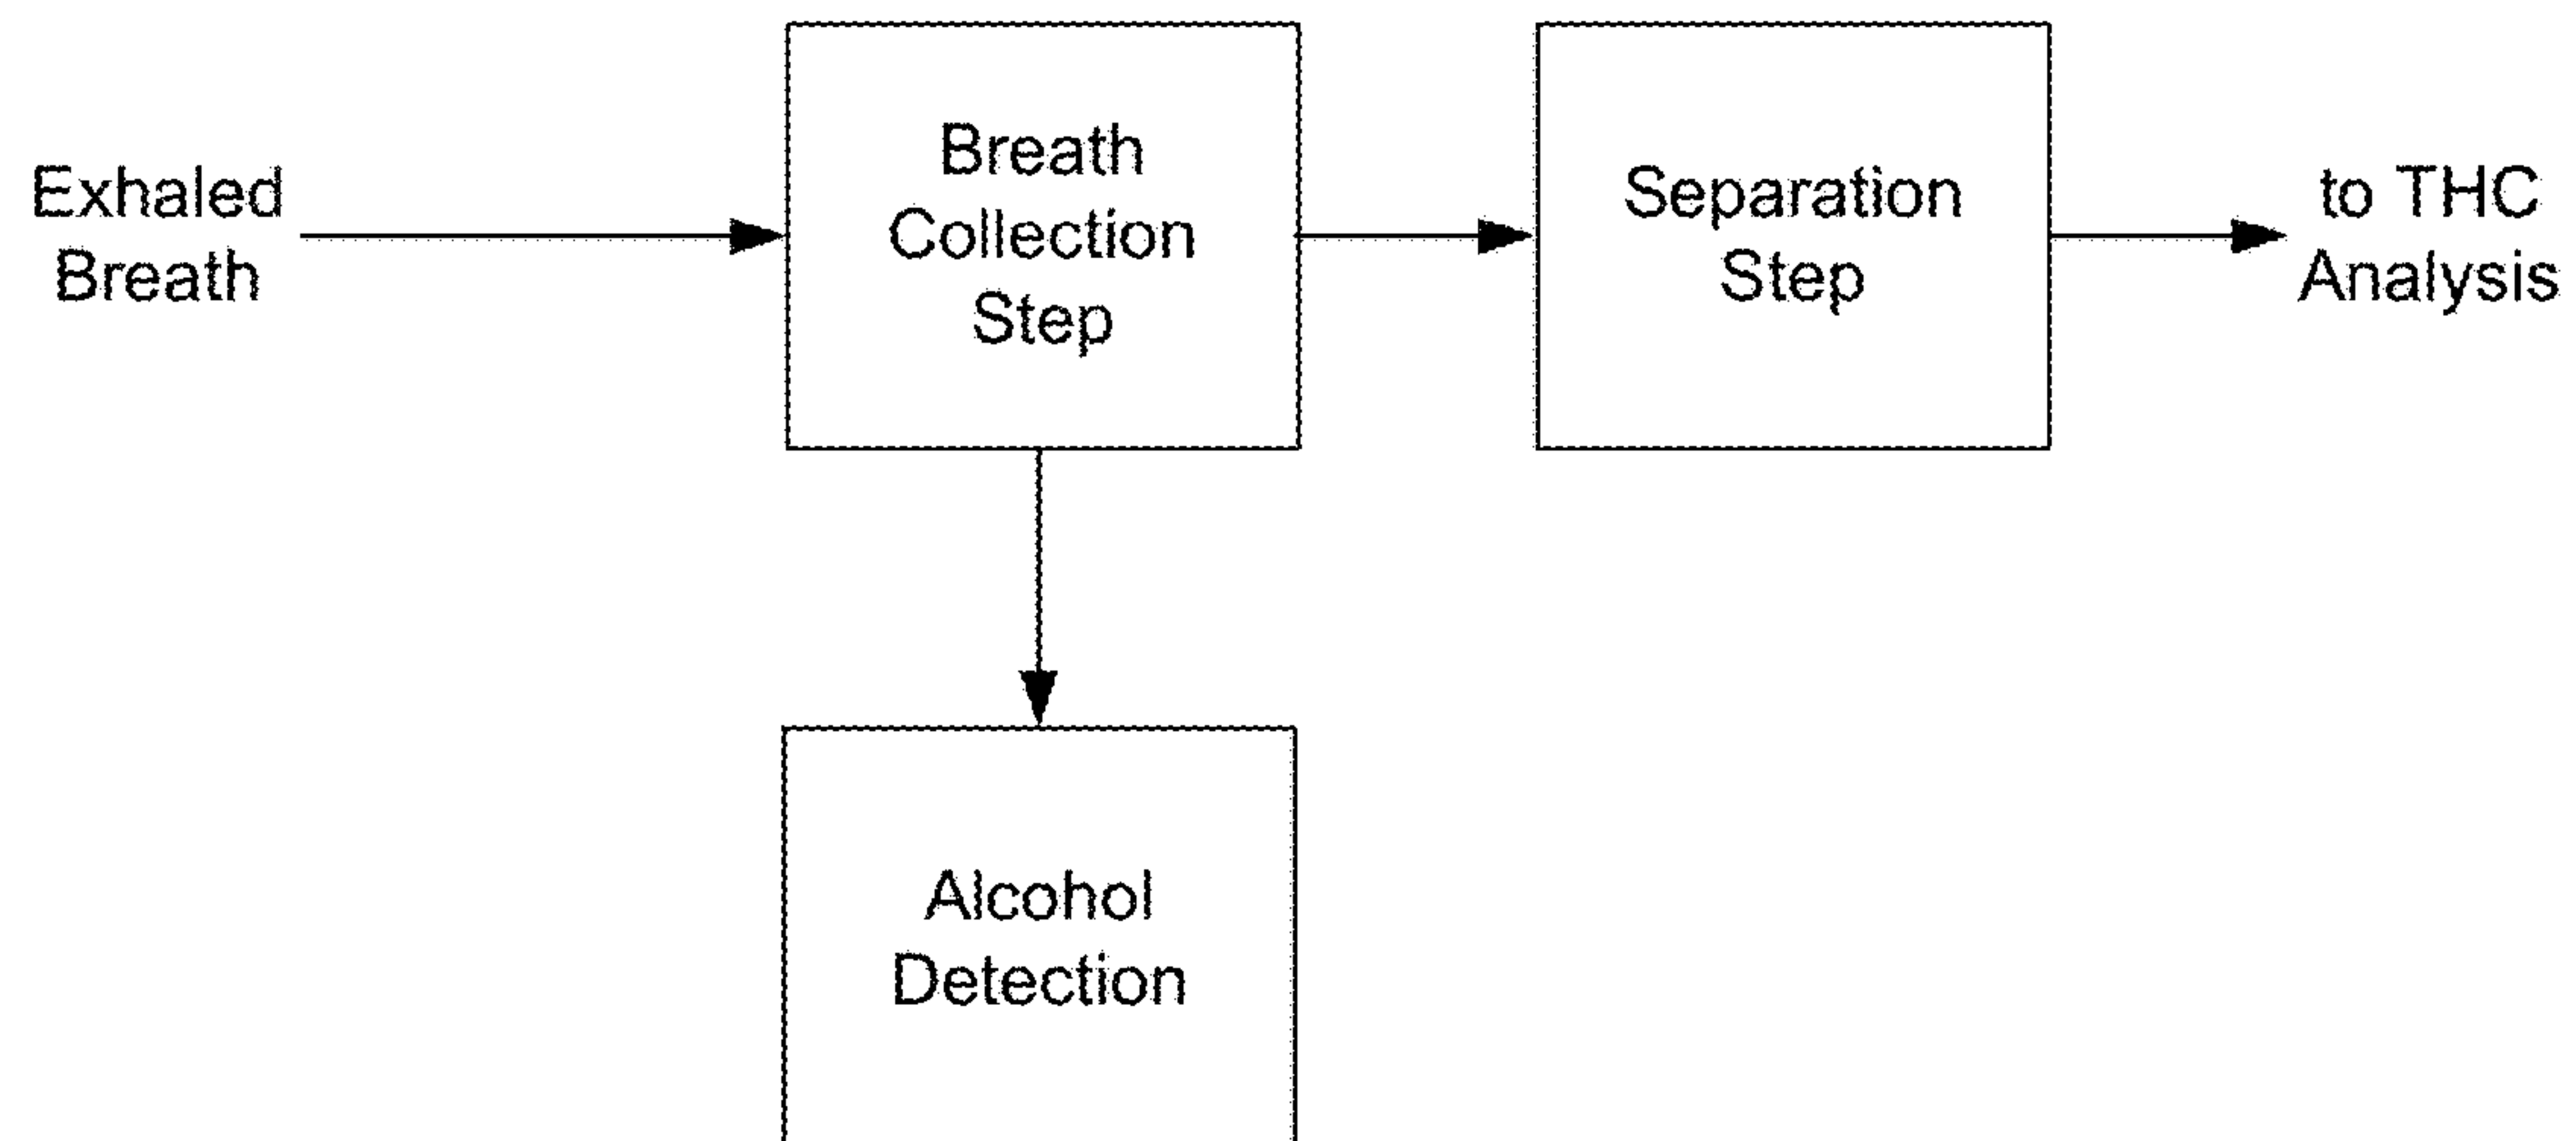 Exhaled
Breath
Breath
Collection
Step
Separation
Step
to THC
Analysis
Alcohol
Detection